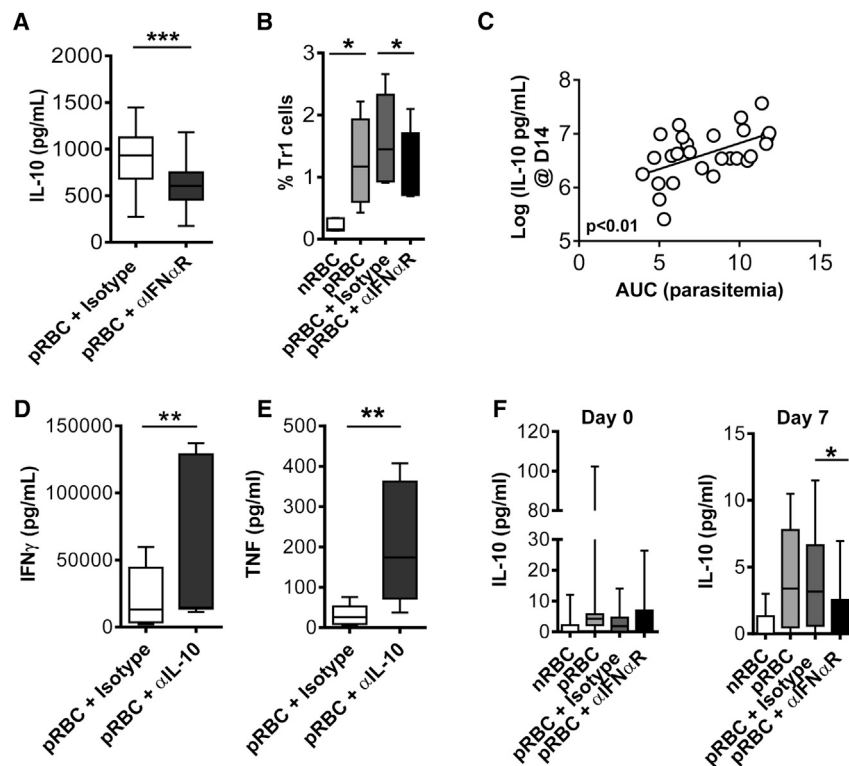 A
***
IL-10 (pg/mL)
2000
1500
1000
500
0
pRBC + Isotype
pRBC + αIFNαR
B
*
*
% Tr1 cells
3
2
1
0
nRBC
pRBC
pRBC + Isotype
pRBC + αIFNαR
C
Log (IL-10 pg/mL)
@ D14
8
7
6
5
p<0.01
5
10
15
AUC (parasitemia)
D
**
IFNγ (pg/mL)
150000
100000
50000
0
pRBC + Isotype
pRBC + αIL-10
E
**
TNF (pg/ml)
500
400
300
200
100
0
pRBC + Isotype
pRBC + αIL-10
F
Day 0
IL-10 (pg/ml)
120
100
80
30
20
10
0
nRBC
pRBC
pRBC + Isotype
pRBC + αIFNαR
Day 7
*
IL-10 (pg/ml)
15
10
5
0
nRBC
pRBC
pRBC + Isotype
pRBC + αIFNαR